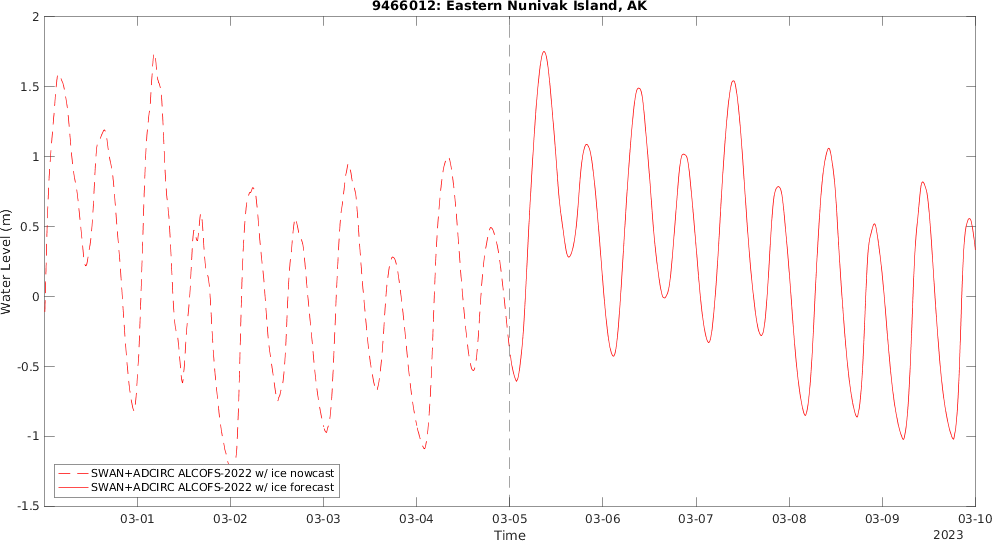 9466012: Eastern Nunivak Island, AK
2
1.5
1
0.5
0
-0.5
-1
-1.5
Water Level (m)
SWAN+ADCIRC ALCOFS-2022 w/ ice nowcast
SWAN+ADCIRC ALCOFS-2022 w/ ice forecast
03-01 03-02 03-03 03-04 03-05 03-06 03-07 03-08 03-09 03-10
Time
2023